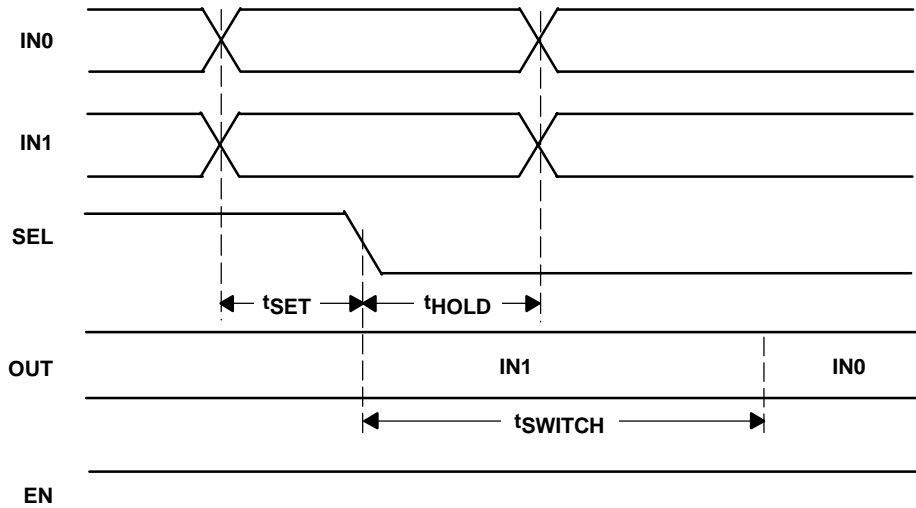 IN0
IN1
SEL
tSET tHOLD
OUT IN1 IN0
tSWITCH
EN